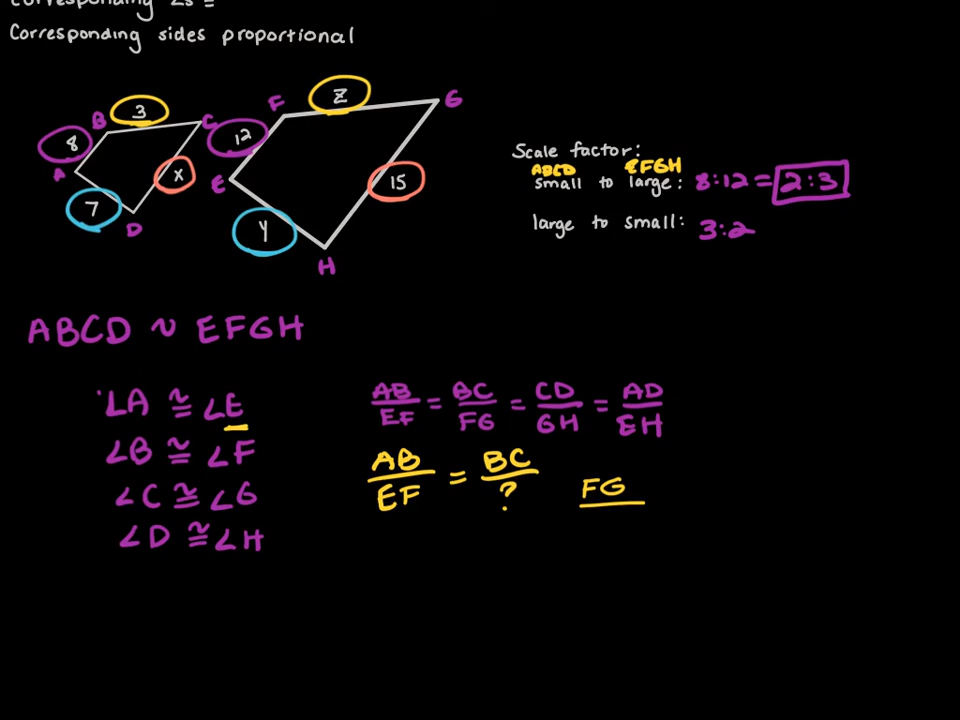 Corresponding ∠s ≅
Corresponding sides proportional
B 3 C
8
A
X
7
D
F Z G
12
E
15
Y
H
Scale factor:
ABCD EFGH
small to large: 8:12 = 2:3
large to small: 3:2
ABCD ~ EFGH
∠A ≅ ∠E
∠B ≅ ∠F
∠C ≅ ∠G
∠D ≅ ∠H
AB/EF = BC/FG = CD/GH = AD/EH
AB/EF = BC/?
FG